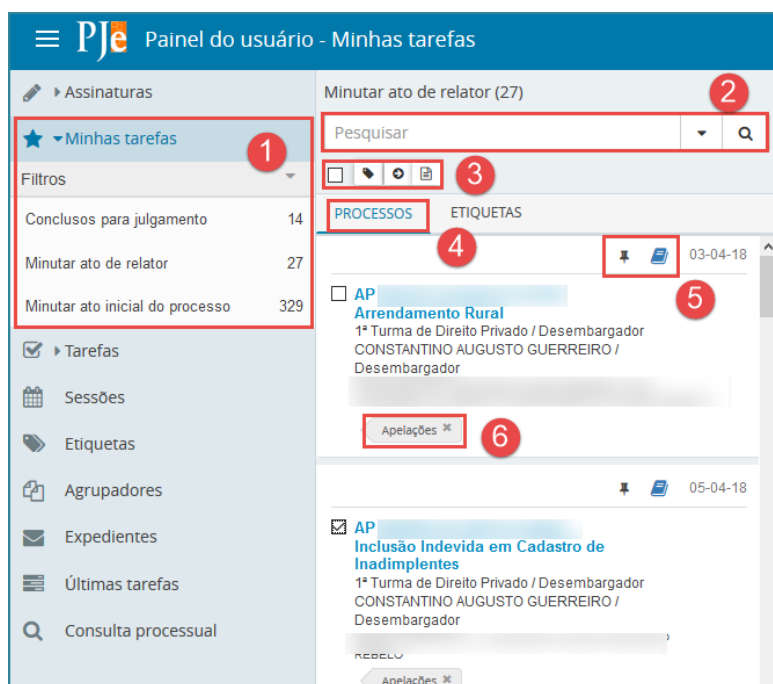 PJe Painel do usuário - Minhas tarefas
Assinaturas
Minhas tarefas
1
Filtros
Conclusos para julgamento 14
Minutar ato de relator 27
Minutar ato inicial do processo 329
Tarefas
Sessões
Etiquetas
Agrupadores
Expedientes
Últimas tarefas
Consulta processual
Minutar ato de relator (27)
2
Pesquisar
3
PROCESSOS ETIQUETAS
4
03-04-18
5
AP
Arrendamento Rural
1ª Turma de Direito Privado / Desembargador
CONSTANTINO AUGUSTO GUERREIRO /
Desembargador
Apelações
6
05-04-18
AP
Inclusão Indevida em Cadastro de
Inadimplentes
1ª Turma de Direito Privado / Desembargador
CONSTANTINO AUGUSTO GUERREIRO /
Desembargador
REBELO
Apelações